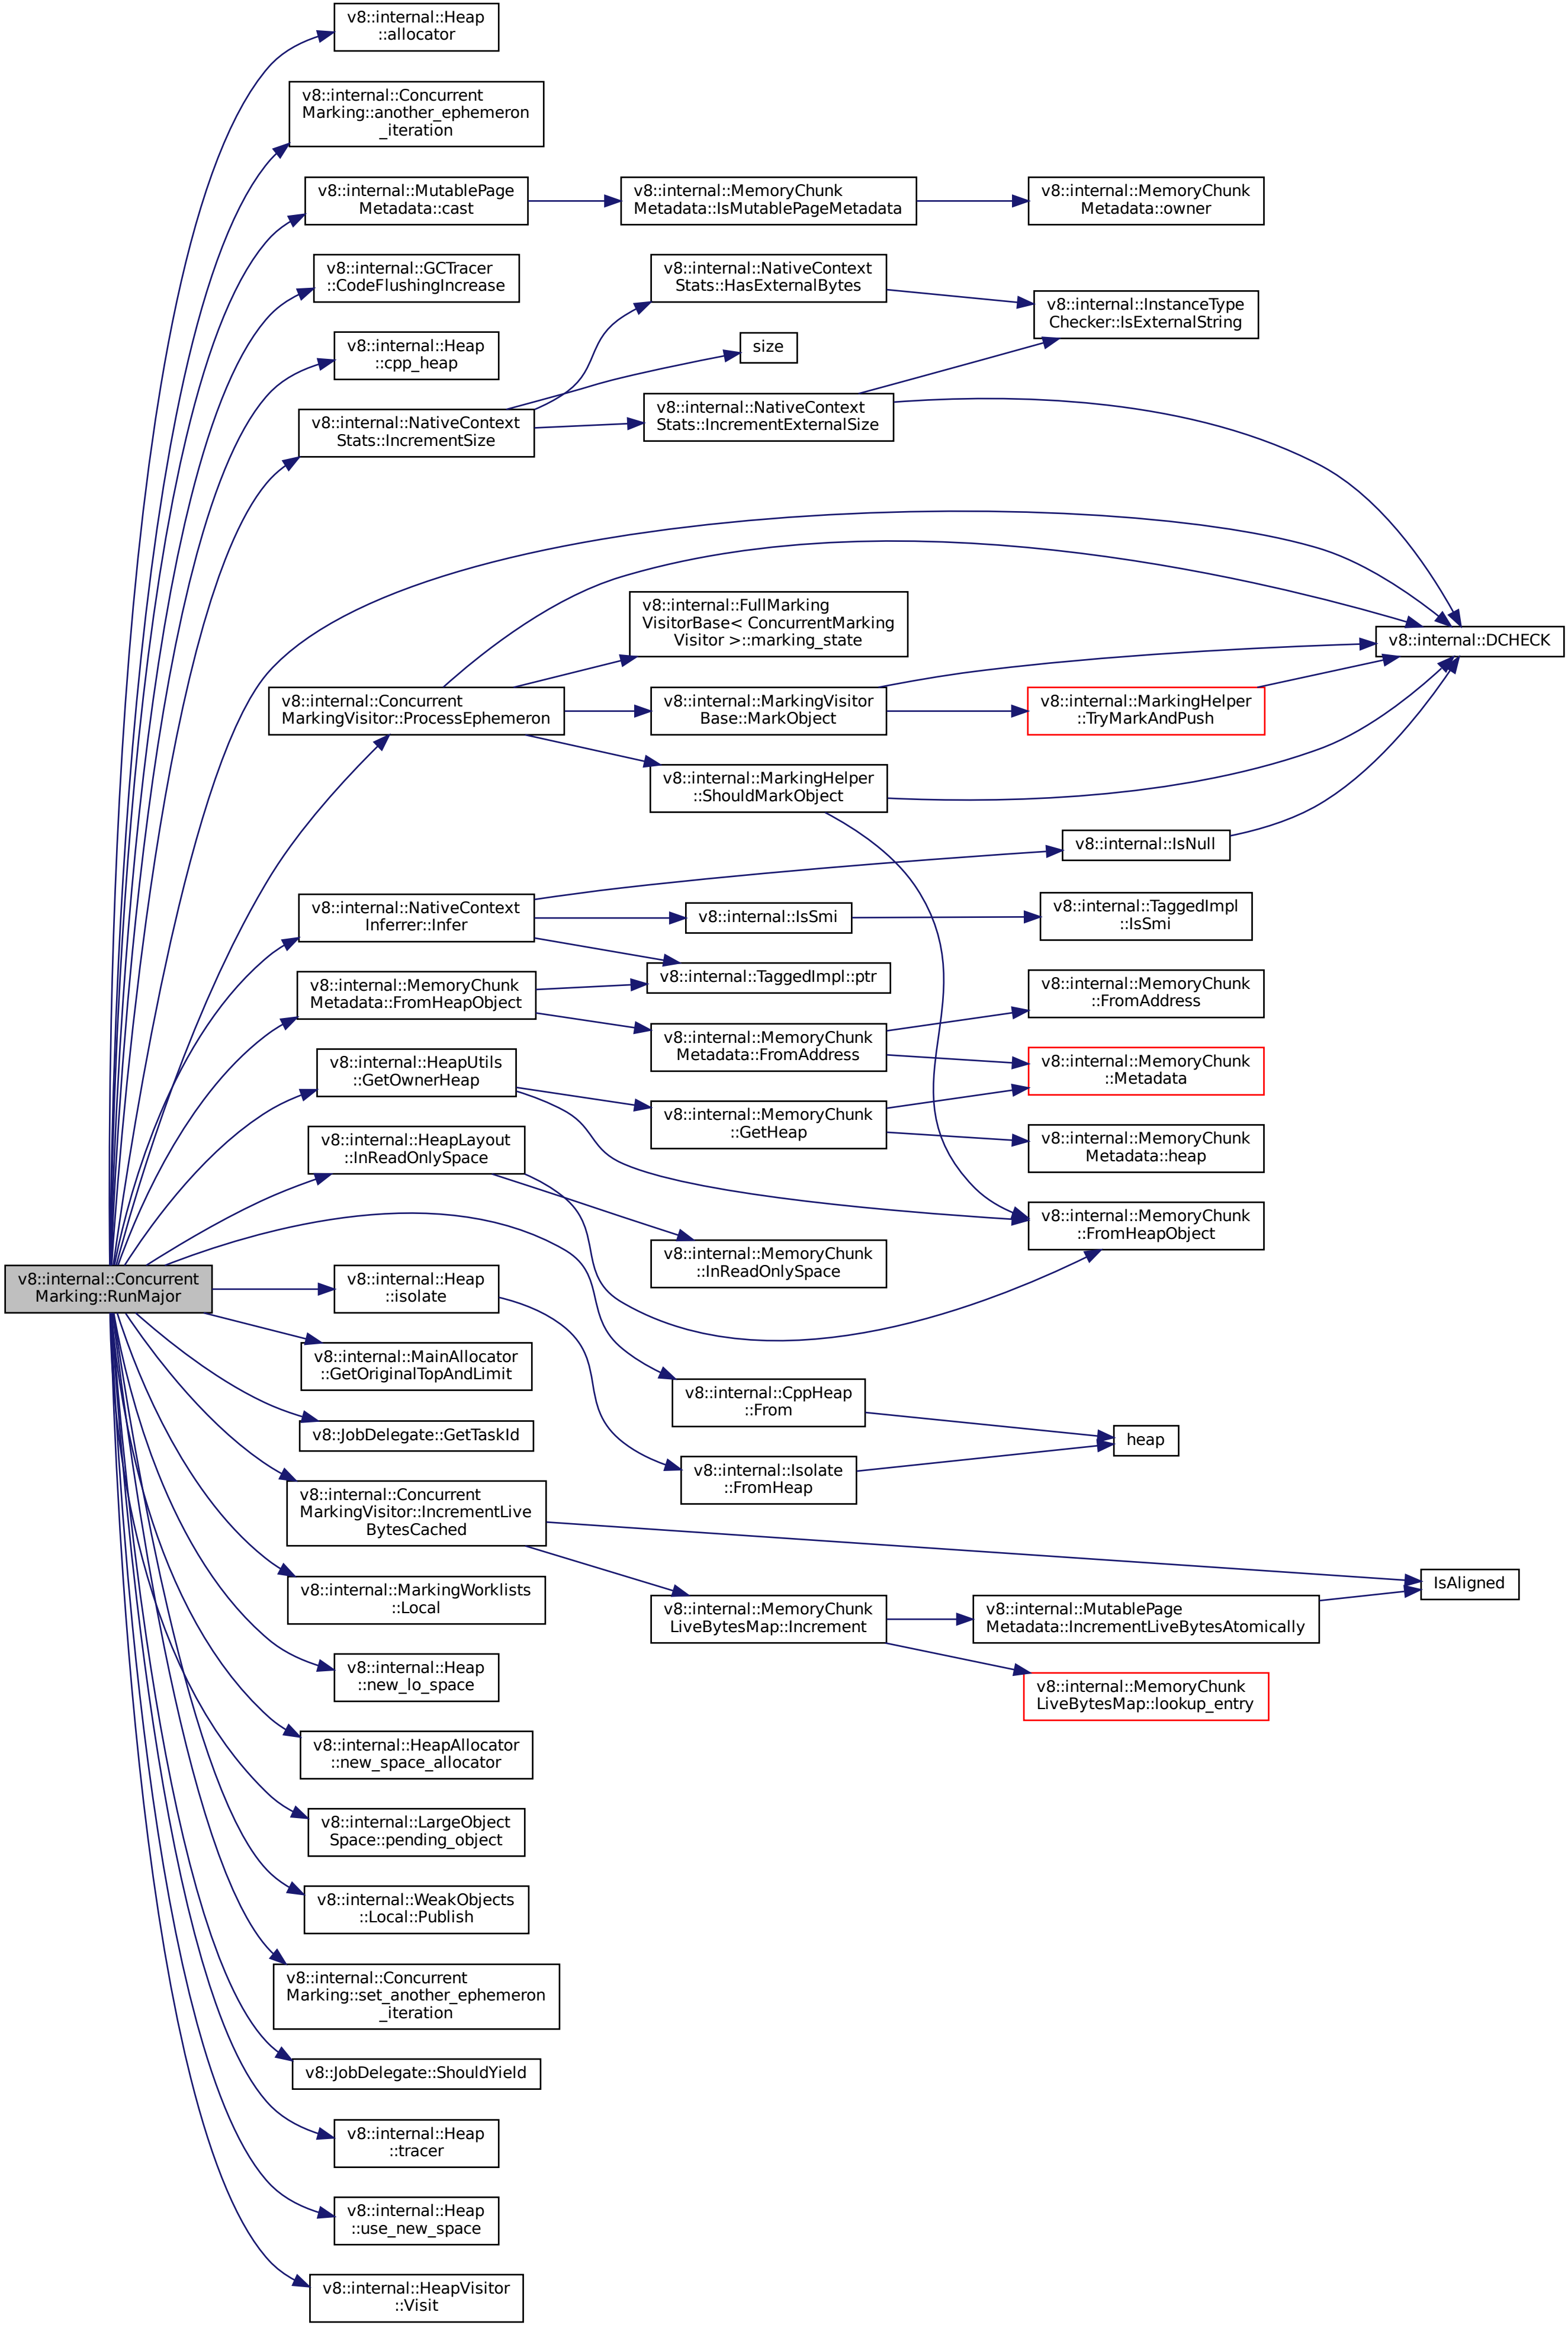 v8::internal::Heap
::allocator
v8::internal::Concurrent
Marking::another_ephemeron
_iteration
v8::internal::MutablePage
Metadata::cast
v8::internal::MemoryChunk
Metadata::IsMutablePageMetadata
v8::internal::MemoryChunk
Metadata::owner
v8::internal::GCTracer
::CodeFlushingIncrease
v8::internal::NativeContext
Stats::HasExternalBytes
v8::internal::InstanceType
Checker::IsExternalString
v8::internal::Heap
::cpp_heap
size
v8::internal::NativeContext
Stats::IncrementSize
v8::internal::NativeContext
Stats::IncrementExternalSize
v8::internal::FullMarking
VisitorBase< ConcurrentMarking
Visitor >::marking_state
v8::internal::DCHECK
v8::internal::Concurrent
MarkingVisitor::ProcessEphemeron
v8::internal::MarkingVisitor
Base::MarkObject
v8::internal::MarkingHelper
::TryMarkAndPush
v8::internal::MarkingHelper
::ShouldMarkObject
v8::internal::IsNull
v8::internal::NativeContext
Inferrer::Infer
v8::internal::IsSmi
v8::internal::TaggedImpl
::IsSmi
v8::internal::TaggedImpl::ptr
v8::internal::MemoryChunk
Metadata::FromHeapObject
v8::internal::MemoryChunk
::FromAddress
v8::internal::MemoryChunk
Metadata::FromAddress
v8::internal::HeapUtils
::GetOwnerHeap
v8::internal::MemoryChunk
::Metadata
v8::internal::MemoryChunk
::GetHeap
v8::internal::HeapLayout
::InReadOnlySpace
v8::internal::MemoryChunk
Metadata::heap
v8::internal::MemoryChunk
::FromHeapObject
v8::internal::MemoryChunk
::InReadOnlySpace
v8::internal::Concurrent
Marking::RunMajor
v8::internal::Heap
::isolate
v8::internal::MainAllocator
::GetOriginalTopAndLimit
v8::internal::CppHeap
::From
v8::JobDelegate::GetTaskId
heap
v8::internal::Isolate
::FromHeap
v8::internal::Concurrent
MarkingVisitor::IncrementLive
BytesCached
IsAligned
v8::internal::MarkingWorklists
::Local
v8::internal::MemoryChunk
LiveBytesMap::Increment
v8::internal::MutablePage
Metadata::IncrementLiveBytesAtomically
v8::internal::Heap
::new_lo_space
v8::internal::MemoryChunk
LiveBytesMap::lookup_entry
v8::internal::HeapAllocator
::new_space_allocator
v8::internal::LargeObject
Space::pending_object
v8::internal::WeakObjects
::Local::Publish
v8::internal::Concurrent
Marking::set_another_ephemeron
_iteration
v8::JobDelegate::ShouldYield
v8::internal::Heap
::tracer
v8::internal::Heap
::use_new_space
v8::internal::HeapVisitor
::Visit